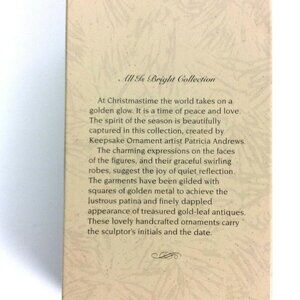 All Is Bright Collection
At Christmastime the world takes on a
golden glow. It is a time of peace and love.
The spirit of the season is beautifully
captured in this collection, created by
Keepsake Ornament artist Patricia Andrews.
The charming expressions on the faces
of the figures, and their graceful swirling
robes, suggest the joy of quiet reflection.
The garments have been gilded with
squares of golden metal to achieve the
lustrous patina and finely dappled
appearance of treasured gold-leaf antiques.
These lovely handcrafted ornaments carry
the sculptor's initials and the date.